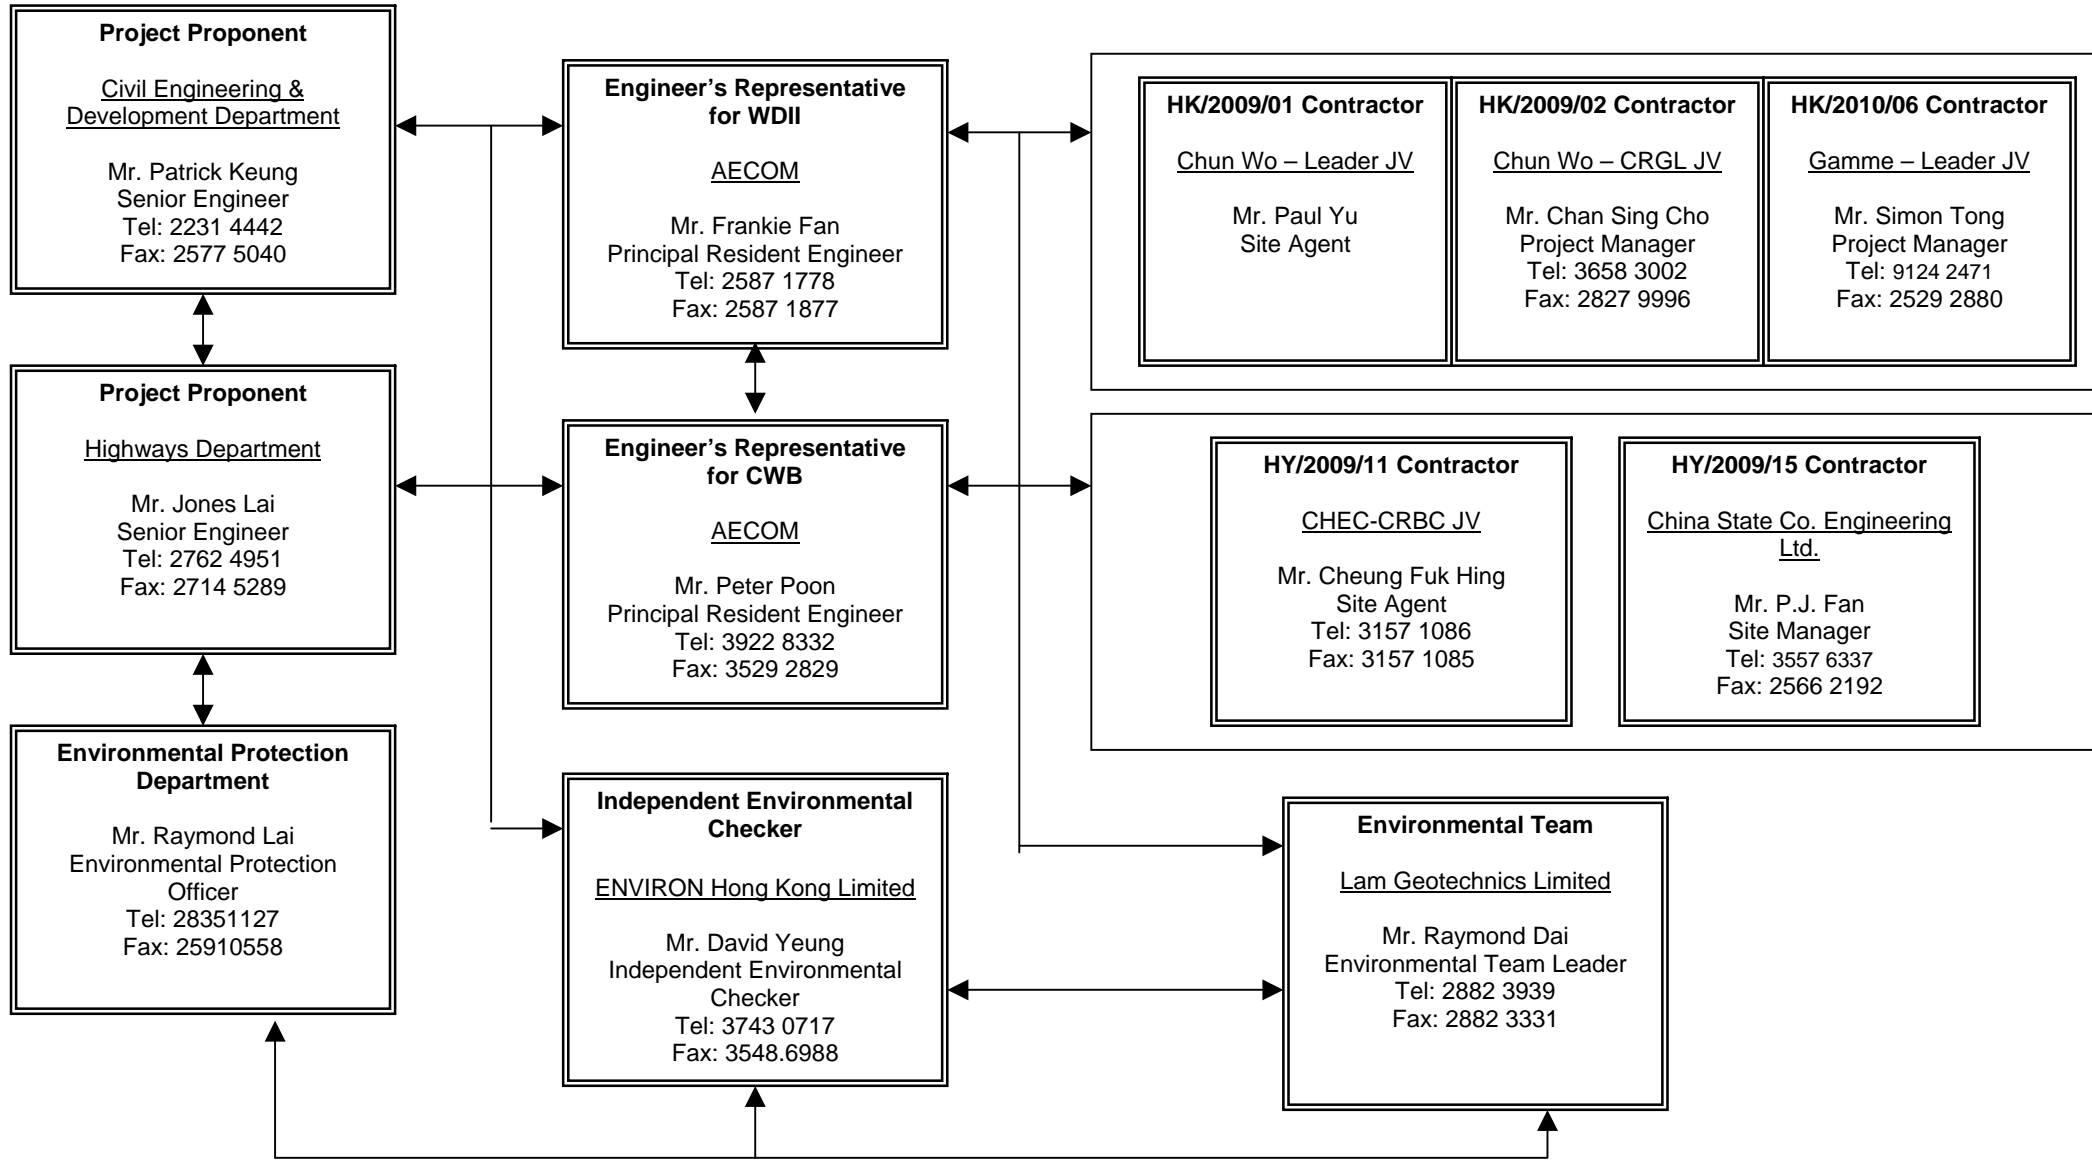 Project Proponent
Civil Engineering &
Development Department
Mr. Patrick Keung
Senior Engineer
Tel: 2231 4442
Fax: 2577 5040
Engineer’s Representative
for WDII
AECOM
Mr. Frankie Fan
Principal Resident Engineer
Tel: 2587 1778
Fax: 2587 1877
HK/2009/01 Contractor
Chun Wo – Leader JV
Mr. Paul Yu
Site Agent
HK/2009/02 Contractor
Chun Wo – CRGL JV
Mr. Chan Sing Cho
Project Manager
Tel: 3658 3002
Fax: 2827 9996
HK/2010/06 Contractor
Gamme – Leader JV
Mr. Simon Tong
Project Manager
Tel: 9124 2471
Fax: 2529 2880
Project Proponent
Highways Department
Mr. Jones Lai
Senior Engineer
Tel: 2762 4951
Fax: 2714 5289
Engineer’s Representative
for CWB
AECOM
Mr. Peter Poon
Principal Resident Engineer
Tel: 3922 8332
Fax: 3529 2829
HY/2009/11 Contractor
CHEC-CRBC JV
Mr. Cheung Fuk Hing
Site Agent
Tel: 3157 1086
Fax: 3157 1085
HY/2009/15 Contractor
China State Co. Engineering
Ltd.
Mr. P.J. Fan
Site Manager
Tel: 3557 6337
Fax: 2566 2192
Environmental Protection
Department
Mr. Raymond Lai
Environmental Protection
Officer
Tel: 28351127
Fax: 25910558
Independent Environmental
Checker
ENVIRON Hong Kong Limited
Mr. David Yeung
Independent Environmental
Checker
Tel: 3743 0717
Fax: 3548.6988
Environmental Team
Lam Geotechnics Limited
Mr. Raymond Dai
Environmental Team Leader
Tel: 2882 3939
Fax: 2882 3331